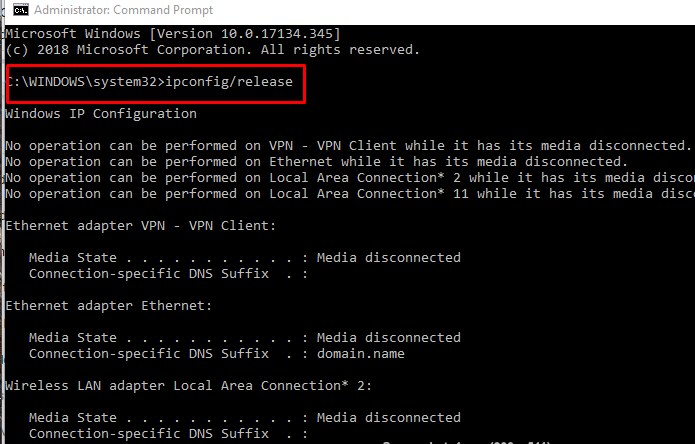 Administrator: Command Prompt
Microsoft Windows [Version 10.0.17134.345]
(c) 2018 Microsoft Corporation. All rights reserved.
C:\WINDOWS\system32>ipconfig/release
Windows IP Configuration
No operation can be performed on VPN - VPN Client while it has its media disconnected.
No operation can be performed on Ethernet while it has its media disconnected.
No operation can be performed on Local Area Connection* 2 while it has its media discon
No operation can be performed on Local Area Connection* 11 while it has its media disc
Ethernet adapter VPN - VPN Client:
Media State . . . . . . . . . . . : Media disconnected
Connection-specific DNS Suffix  . :
Ethernet adapter Ethernet:
Media State . . . . . . . . . . . : Media disconnected
Connection-specific DNS Suffix  . : domain.name
Wireless LAN adapter Local Area Connection* 2:
Media State . . . . . . . . . . . : Media disconnected
Connection-specific DNS Suffix  . :